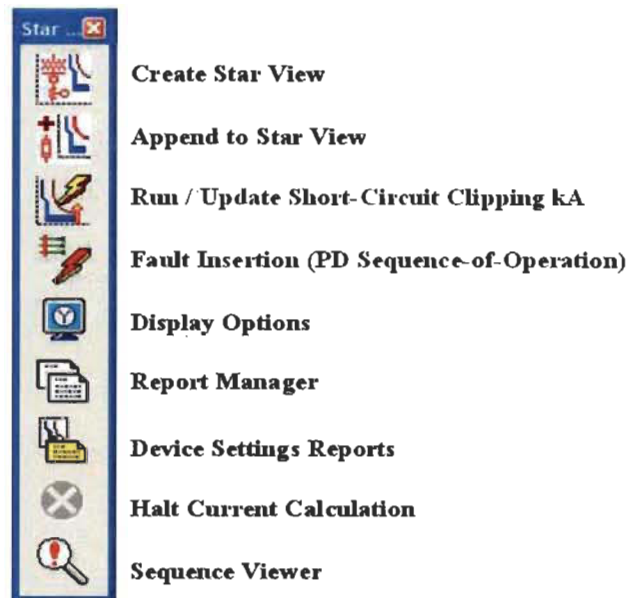 Star ...
Create Star View
Append to Star View
Run / Update Short-Circuit Clipping kA
Fault Insertion (PD Sequence-of-Operation)
Display Options
Report Manager
Device Settings Reports
Halt Current Calculation
Sequence Viewer